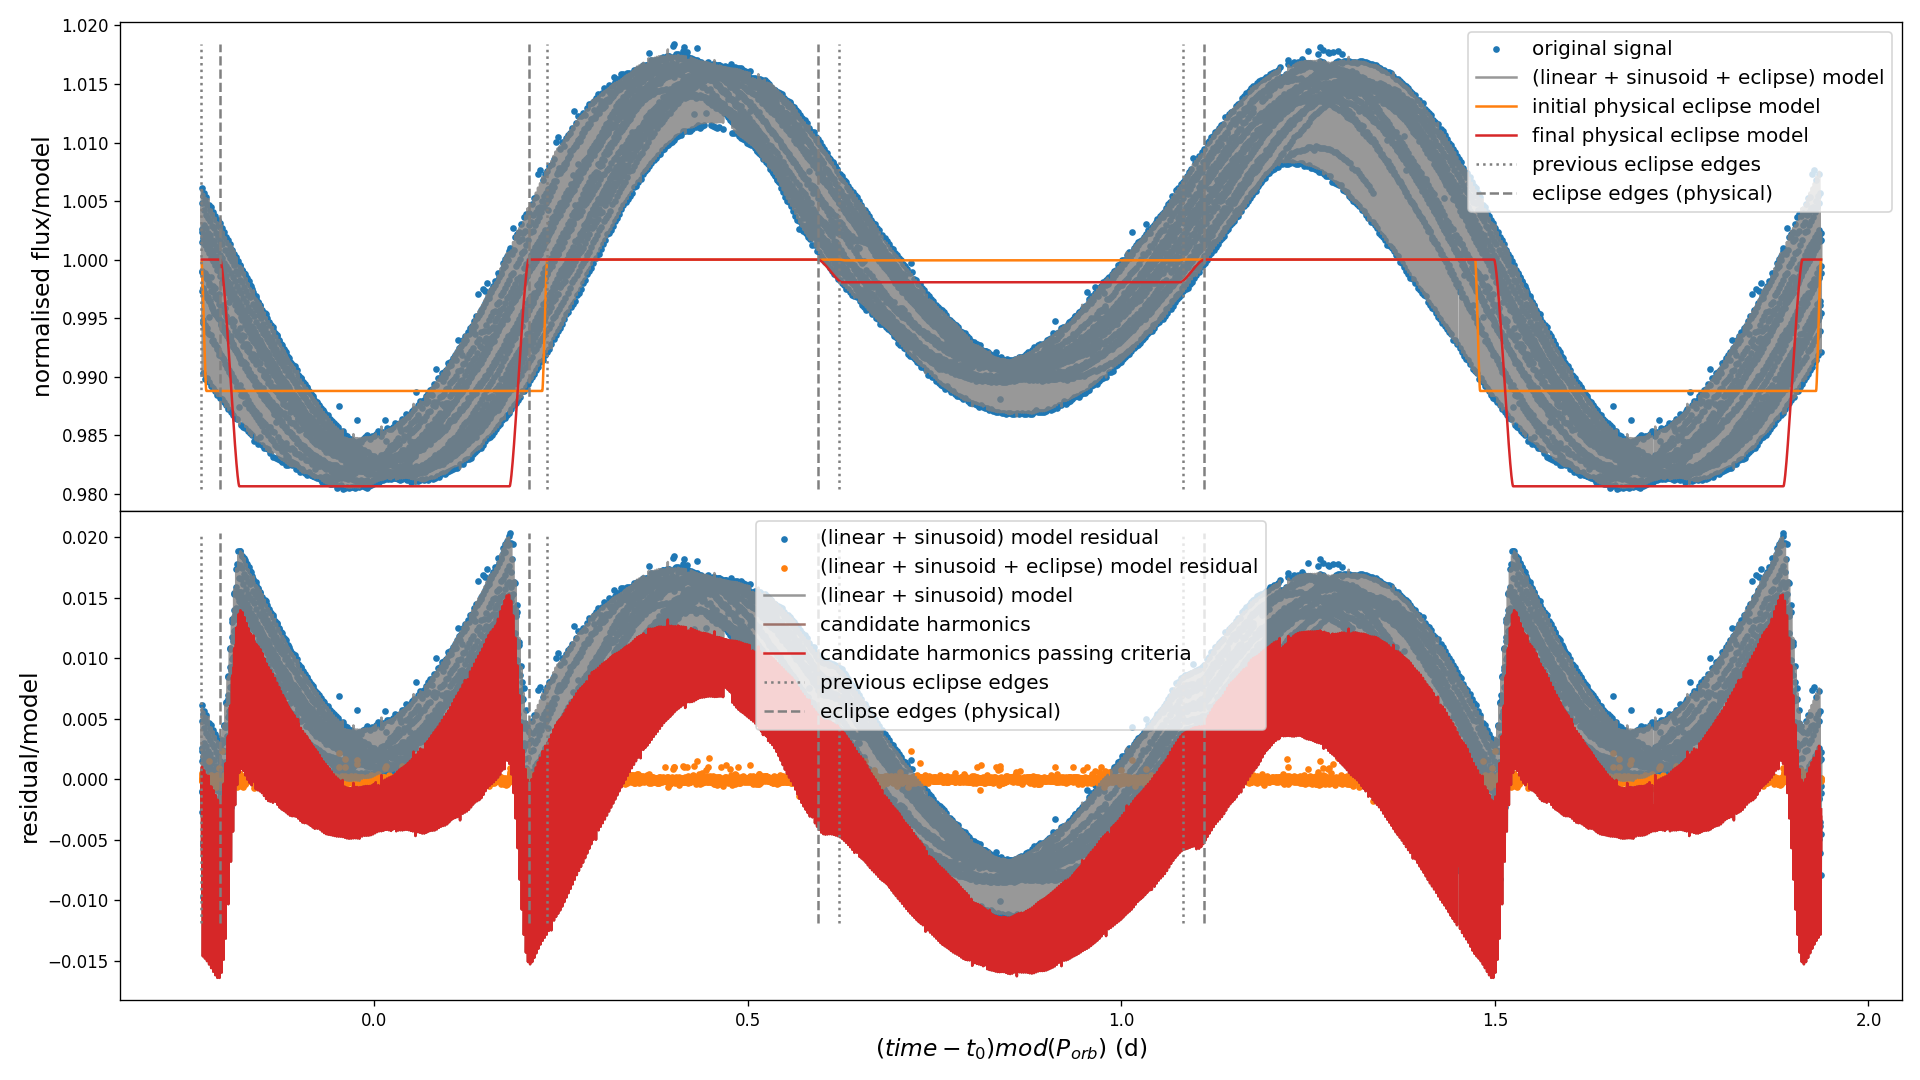 1.020
1.015
1.010
1.005
1.000
0.995
0.990
0.985
0.980
normalised flux/model
original signal
(linear + sinusoid + eclipse) model
initial physical eclipse model
final physical eclipse model
previous eclipse edges
eclipse edges (physical)
0.020
0.015
0.010
0.005
0.000
−0.005
−0.010
−0.015
residual/model
(linear + sinusoid) model residual
(linear + sinusoid + eclipse) model residual
(linear + sinusoid) model
candidate harmonics
candidate harmonics passing criteria
previous eclipse edges
eclipse edges (physical)
0.0 0.5 1.0 1.5 2.0
(time − t₀)mod(P_orb) (d)